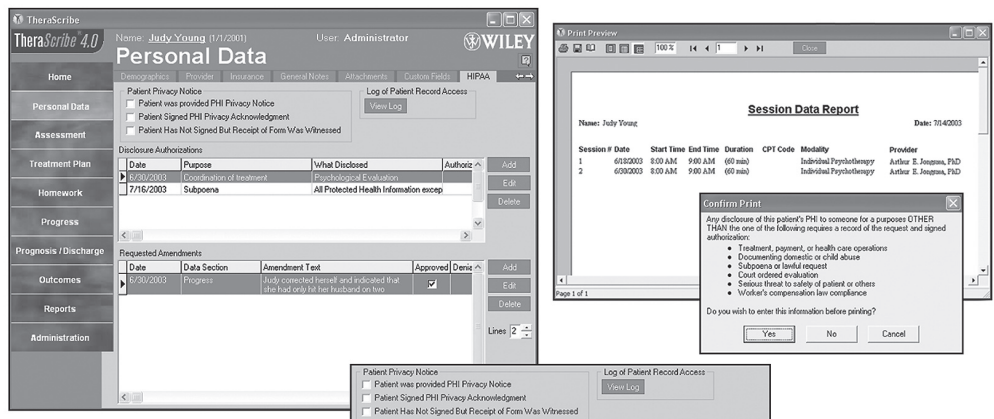 TheraScribe
TheraScribe 4.0
Name: Judy Young (1/1/2001) User: Administrator
WILEY
Personal Data
Home
Personal Data
Assessment
Treatment Plan
Homework
Progress
Prognosis / Discharge
Outcomes
Reports
Administration
Demographics Provider Insurance General Notes Attachments Custom Fields HIPAA
Patient Privacy Notice
Patient was provided PHI Privacy Notice
Patient Signed PHI Privacy Acknowledgment
Patient Has Not Signed But Receipt of Form Was Witnessed
Log of Patient Record Access
View Log
Disclosure Authorizations
Date Purpose What Disclosed Authoriz
6/30/2003 Coordination of treatment Psychological Evaluation
7/16/2003 Subpoena All Protected Health Information excep
Add
Edit
Delete
Requested Amendments
Date Data Section Amendment Text Approved Denia
6/30/2003 Progress Judy corrected herself and indicated that
she had only hit her husband on two
Add
Edit
Delete
Lines 2
Print Preview
100% 1 Close
Session Data Report
Name: Judy Young Date: 7/14/2003
Session # Date Start Time End Time Duration CPT Code Modality Provider
1 6/18/2003 8:00 AM 9:00 AM (60 min) Individual Psychotherapy Arthur E. Jongsma, PhD
2 6/30/2003 8:00 AM 9:00 AM (60 min) Individual Psychotherapy Arthur E. Jongsma, PhD
Page 1 of 1
Confirm Print
Any disclosure of this patient's PHI to someone for a purposes OTHER
THAN the one of the following requires a record of the request and signed
authorization:
• Treatment, payment, or health care operations
• Documenting domestic or child abuse
• Subpoena or lawful request
• Court ordered evaluation
• Serious threat to safety of patient or others
• Worker's compensation law compliance
Do you wish to enter this information before printing?
Yes No Cancel
Patient Privacy Notice
Patient was provided PHI Privacy Notice
Patient Signed PHI Privacy Acknowledgment
Patient Has Not Signed But Receipt of Form Was Witnessed
Log of Patient Record Access
View Log